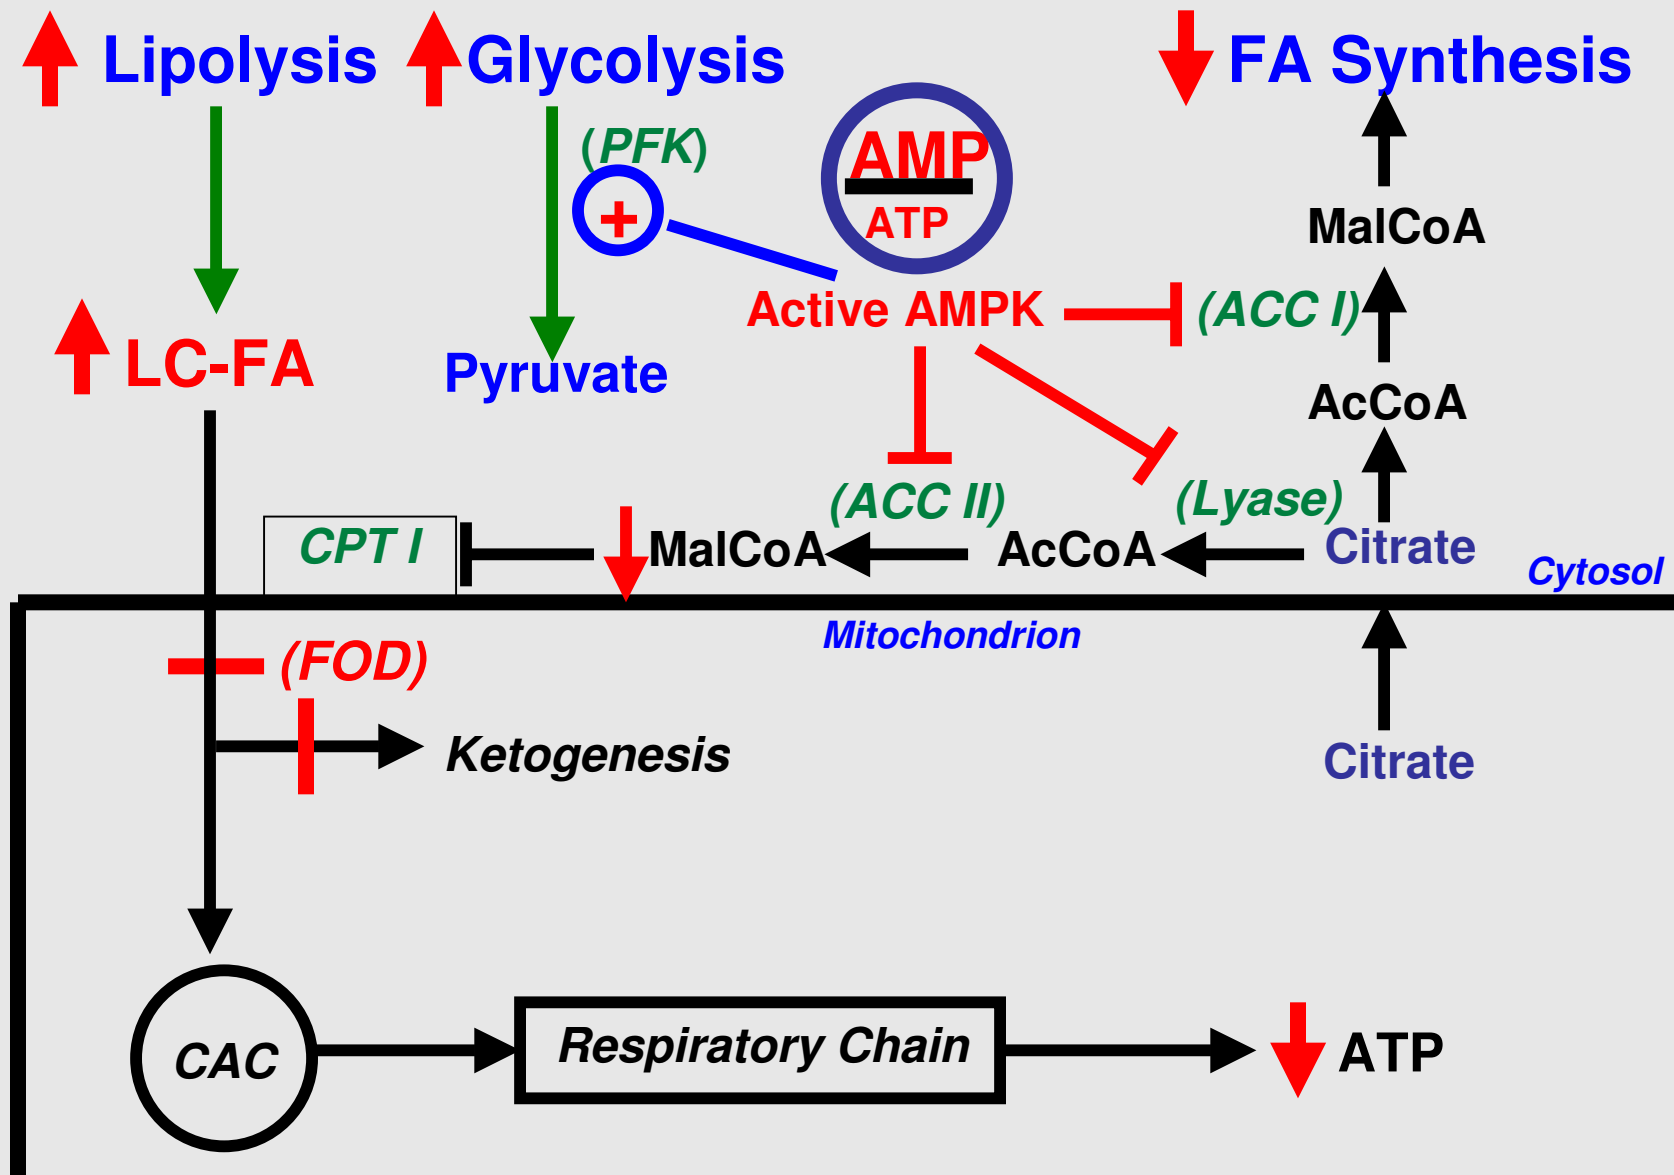 Lipolysis
Glycolysis
FA Synthesis
(PFK)
+
AMP
ATP
MalCoA
Active AMPK
(ACC I)
LC-FA
Pyruvate
AcCoA
(ACC II)
(Lyase)
CPT I
MalCoA
AcCoA
Citrate
Cytosol
Mitochondrion
(FOD)
Ketogenesis
Citrate
CAC
Respiratory Chain
ATP